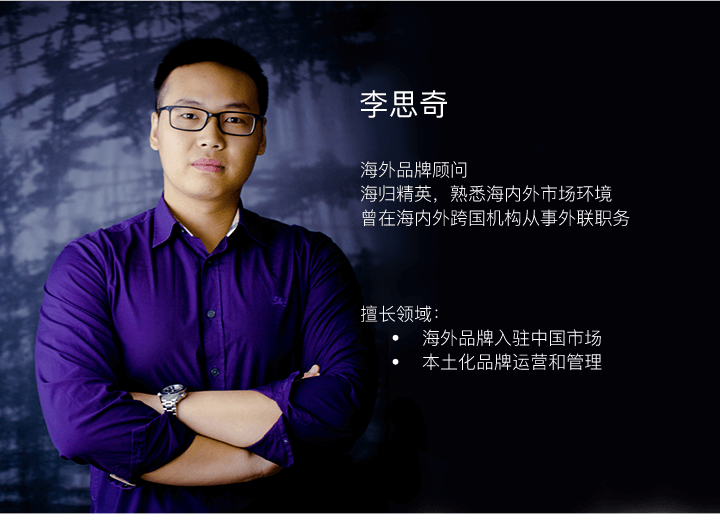 李思奇
海外品牌顾问
海归精英，熟悉海内外市场环境
曾在海内外跨国机构从事外联职务
擅长领域：
• 海外品牌入驻中国市场
• 本土化品牌运营和管理